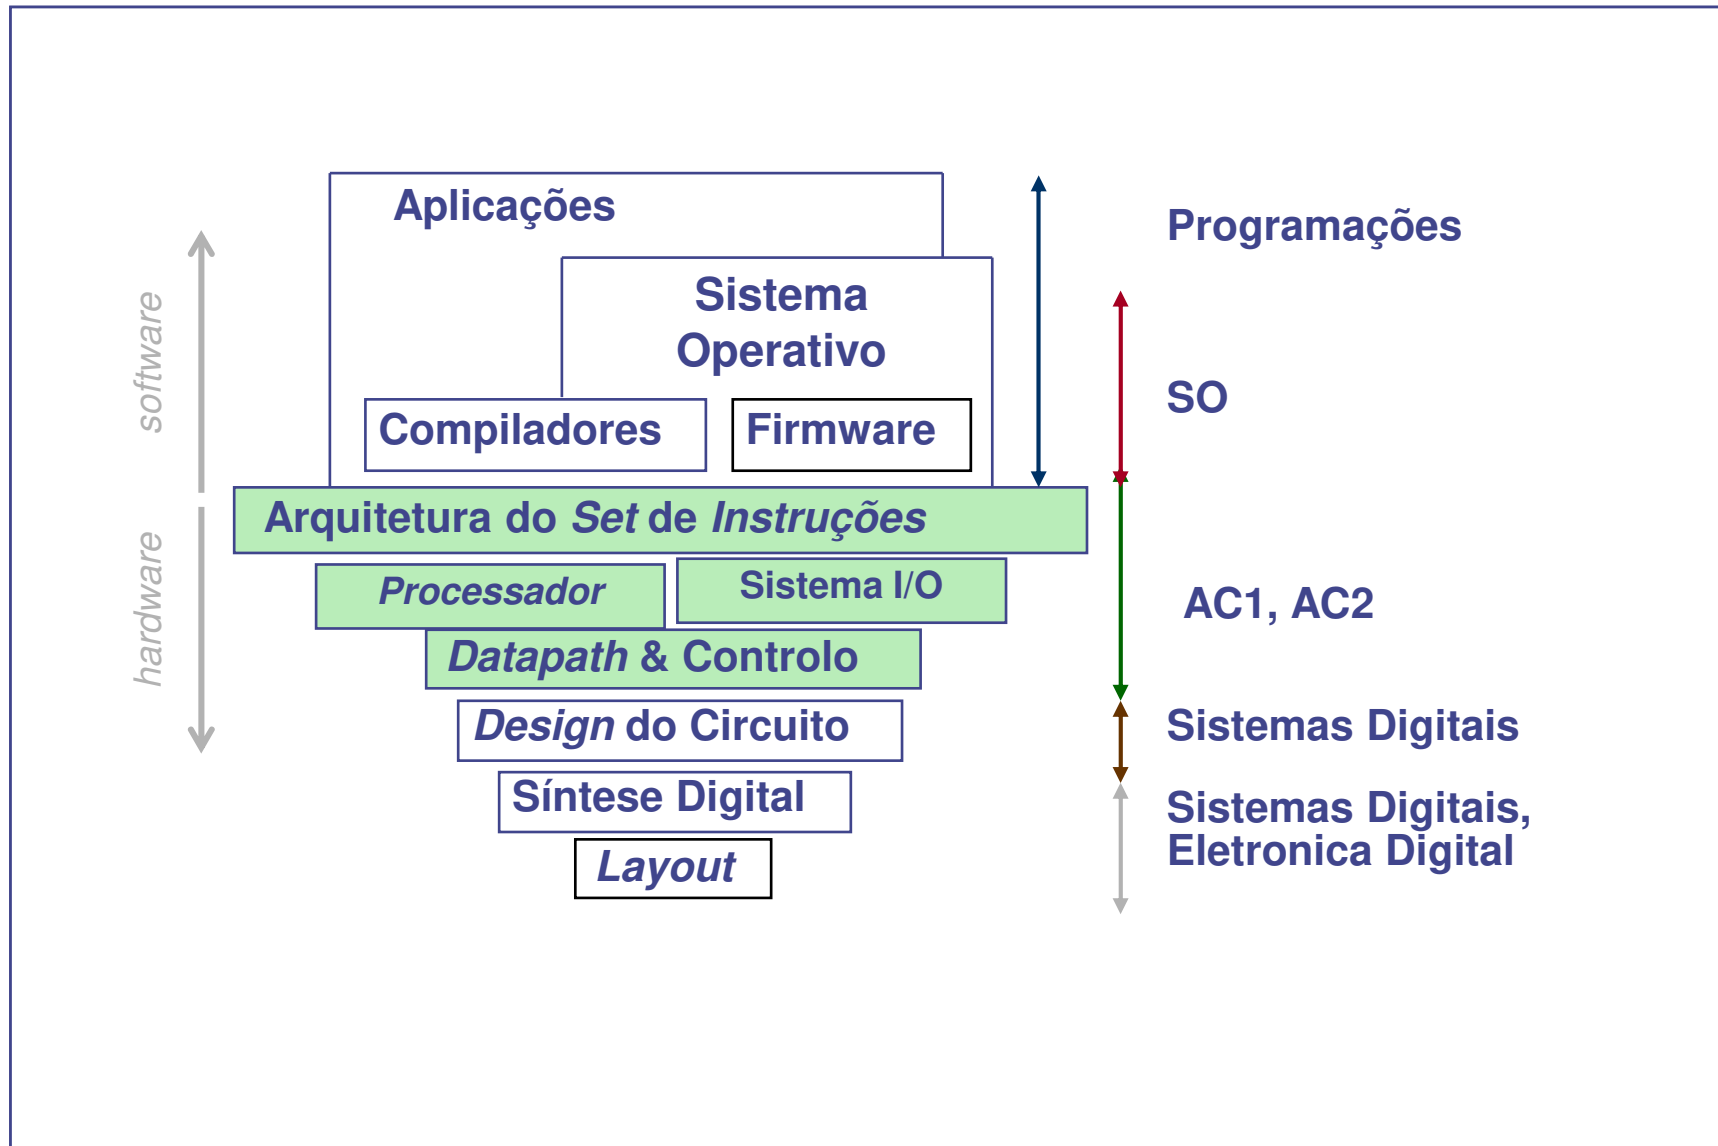 Aplicações
Programações
Sistema
Operativo
software
SO
Compiladores
Firmware
Arquitetura do Set de Instruções
hardware
Processador
Sistema I/O
AC1, AC2
Datapath & Controlo
Design do Circuito
Sistemas Digitais
Síntese Digital
Sistemas Digitais,
Eletronica Digital
Layout